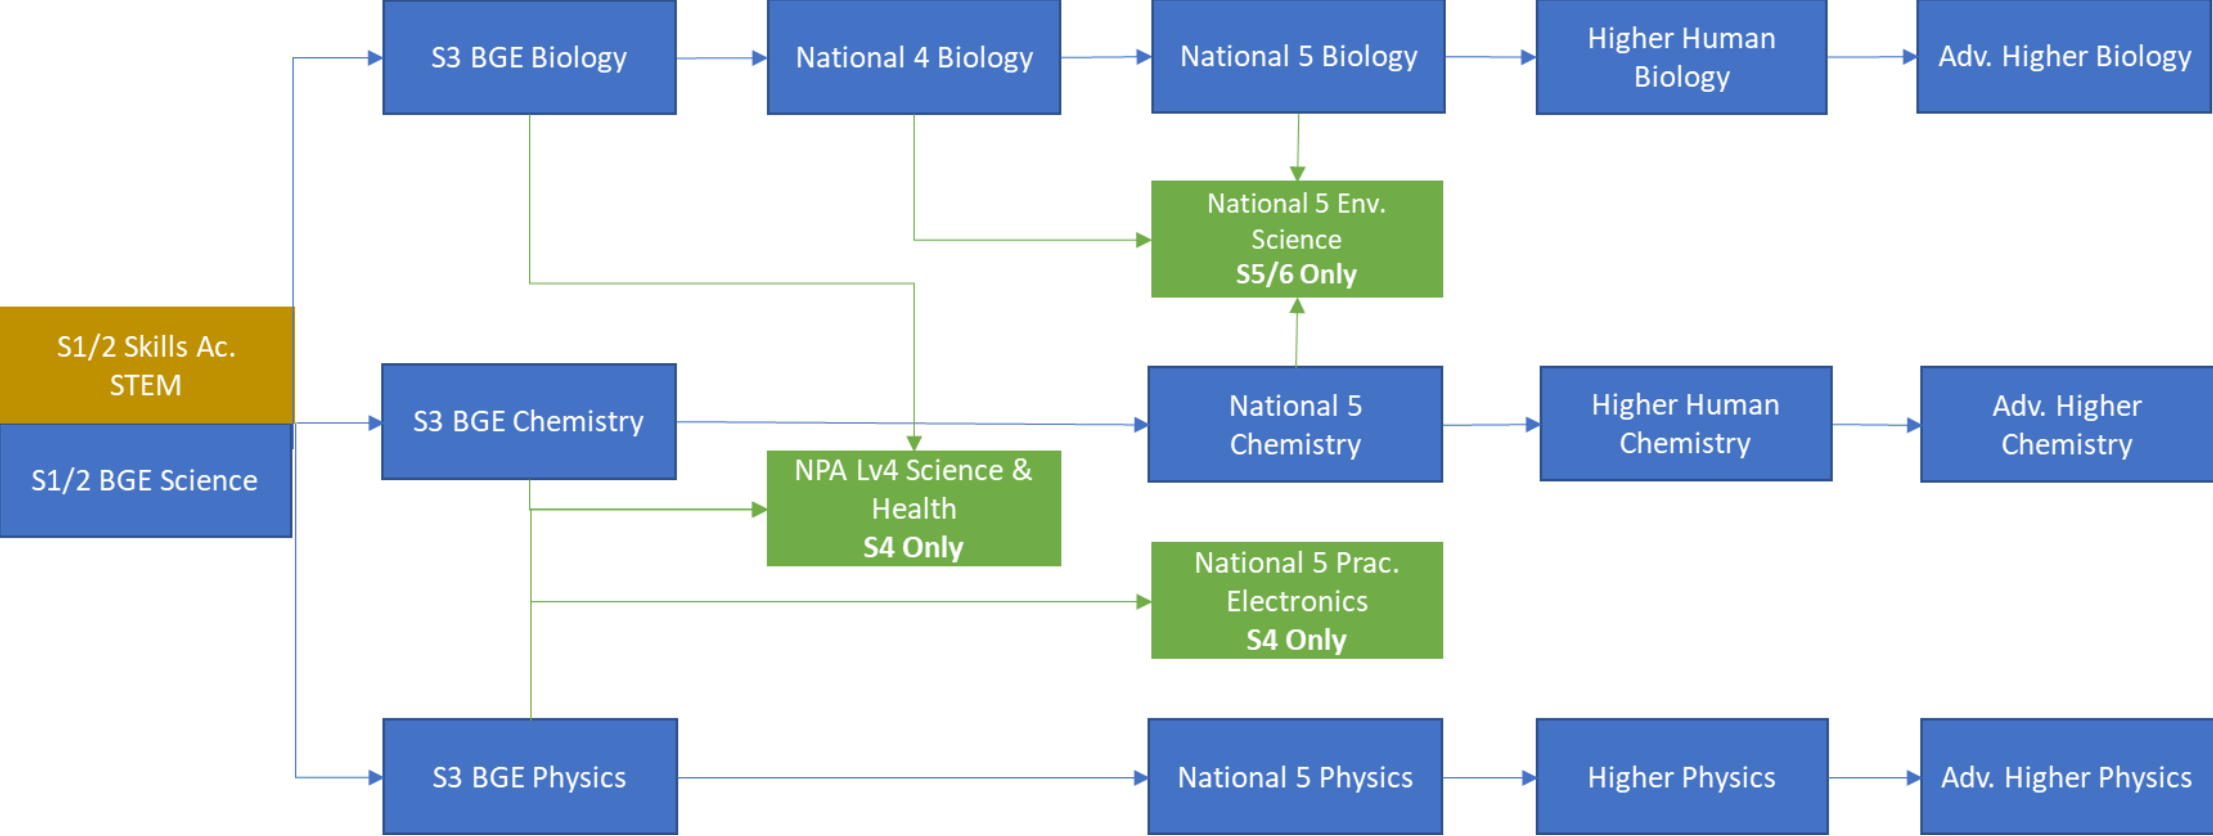 S3 BGE Biology
National 4 Biology
National 5 Biology
Higher Human
Biology
Adv. Higher Biology
National 5 Env.
Science
S5/6 Only
S1/2 Skills Ac.
STEM
S1/2 BGE Science
S3 BGE Chemistry
National 5
Chemistry
Higher Human
Chemistry
Adv. Higher
Chemistry
NPA Lv4 Science &
Health
S4 Only
National 5 Prac.
Electronics
S4 Only
S3 BGE Physics
National 5 Physics
Higher Physics
Adv. Higher Physics